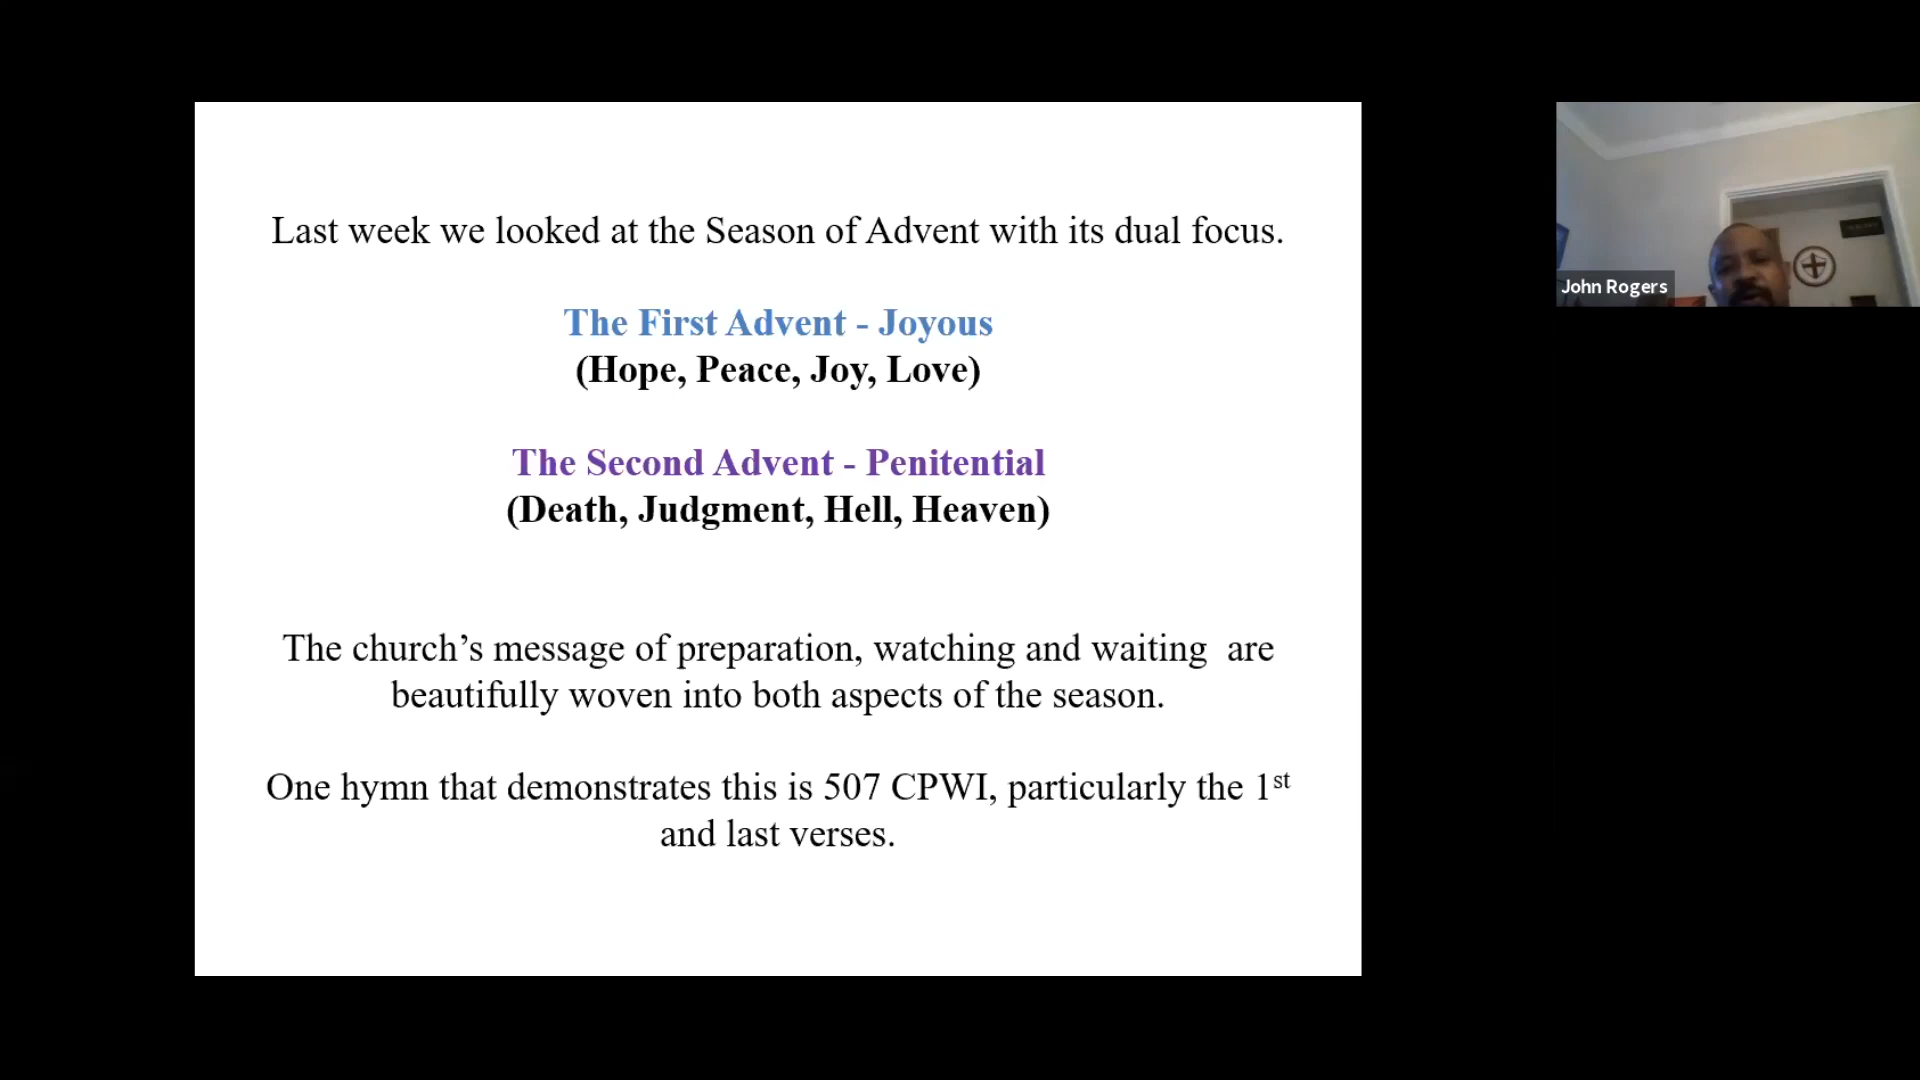 Last week we looked at the Season of Advent with its dual focus.
The First Advent - Joyous
(Hope, Peace, Joy, Love)
The Second Advent - Penitential
(Death, Judgment, Hell, Heaven)
The church’s message of preparation, watching and waiting  are
beautifully woven into both aspects of the season.
One hymn that demonstrates this is 507 CPWI, particularly the 1st
and last verses.
John Rogers